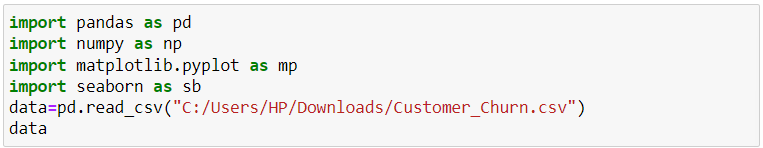 import pandas as pd
import numpy as np
import matplotlib.pyplot as mp
import seaborn as sb
data=pd.read_csv("C:/Users/HP/Downloads/Customer_Churn.csv")
data